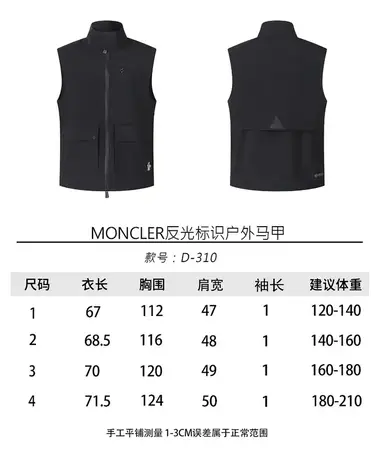 MONCLER反光标识户外马甲
款号：D-310
尺码 衣长 胸围 肩宽 袖长 建议体重
1 67 112 47 1 120-140
2 68.5 116 48 1 140-160
3 70 120 49 1 160-180
4 71.5 124 50 1 180-210
手工平铺测量 1-3CM误差属于正常范围